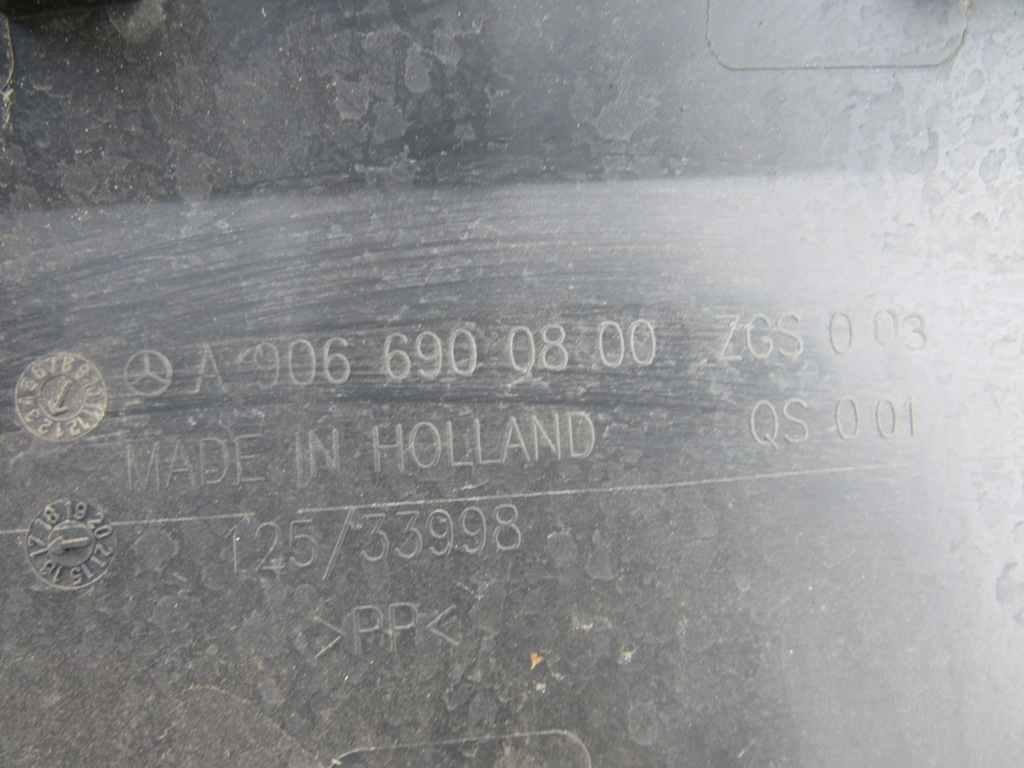 A 906 690 08 00 ZGS 0 03
MADE IN HOLLAND QS 0 01
125/33998
>PP<